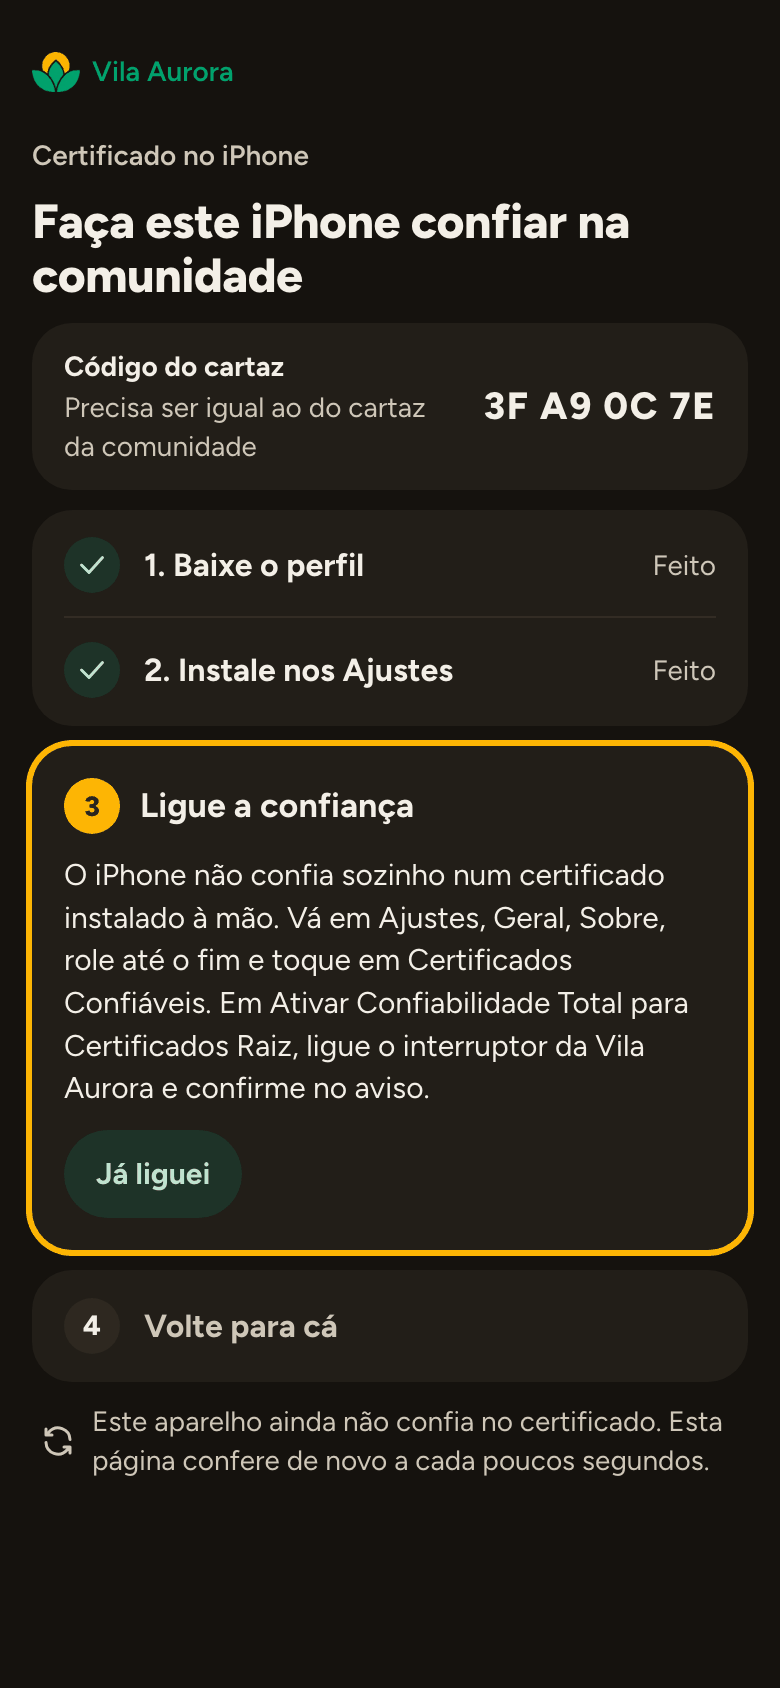 Vila Aurora
Certificado no iPhone
Faça este iPhone confiar na
comunidade
Código do cartaz
Precisa ser igual ao do cartaz
da comunidade
3F A9 0C 7E
1. Baixe o perfil
Feito
2. Instale nos Ajustes
Feito
3
Ligue a confiança
O iPhone não confia sozinho num certificado
instalado à mão. Vá em Ajustes, Geral, Sobre,
role até o fim e toque em Certificados
Confiáveis. Em Ativar Confiabilidade Total para
Certificados Raiz, ligue o interruptor da Vila
Aurora e confirme no aviso.
Já liguei
4
Volte para cá
Este aparelho ainda não confia no certificado. Esta
página confere de novo a cada poucos segundos.